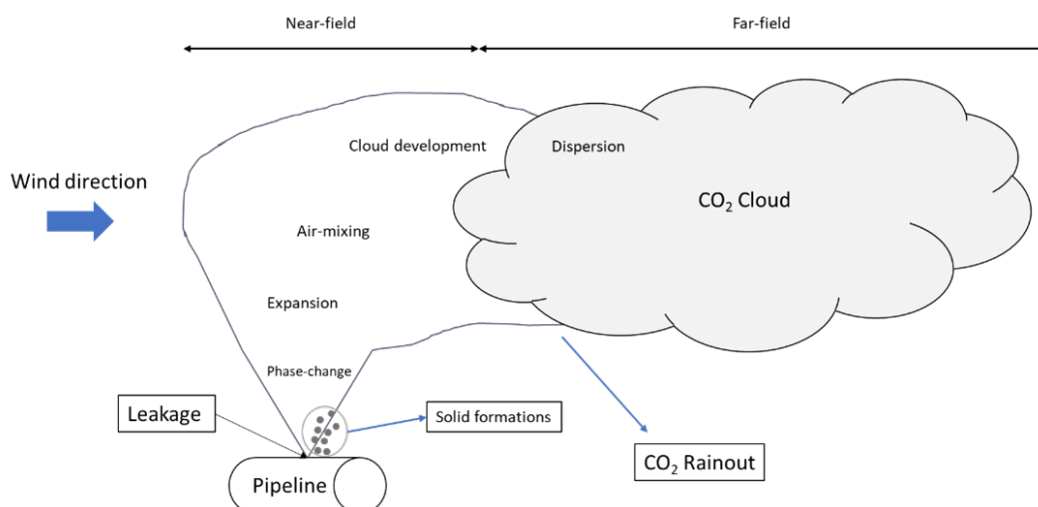 Near-field
Far-field
Cloud development
Dispersion
Wind direction
CO₂ Cloud
Air-mixing
Expansion
Phase-change
Leakage
Solid formations
CO₂ Rainout
Pipeline